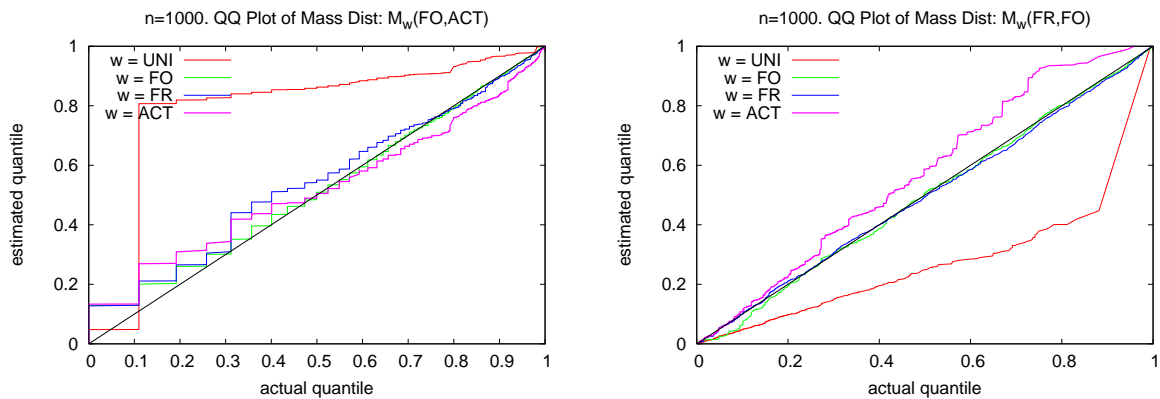 n=1000. QQ Plot of Mass Dist: Mw(FO,ACT)
estimated quantile
1
0.8
0.6
0.4
0.2
0
w = UNI
w = FO
w = FR
w = ACT
0 0.1 0.2 0.3 0.4 0.5 0.6 0.7 0.8 0.9 1
actual quantile
n=1000. QQ Plot of Mass Dist: Mw(FR,FO)
estimated quantile
1
0.8
0.6
0.4
0.2
0
w = UNI
w = FO
w = FR
w = ACT
0 0.2 0.4 0.6 0.8 1
actual quantile